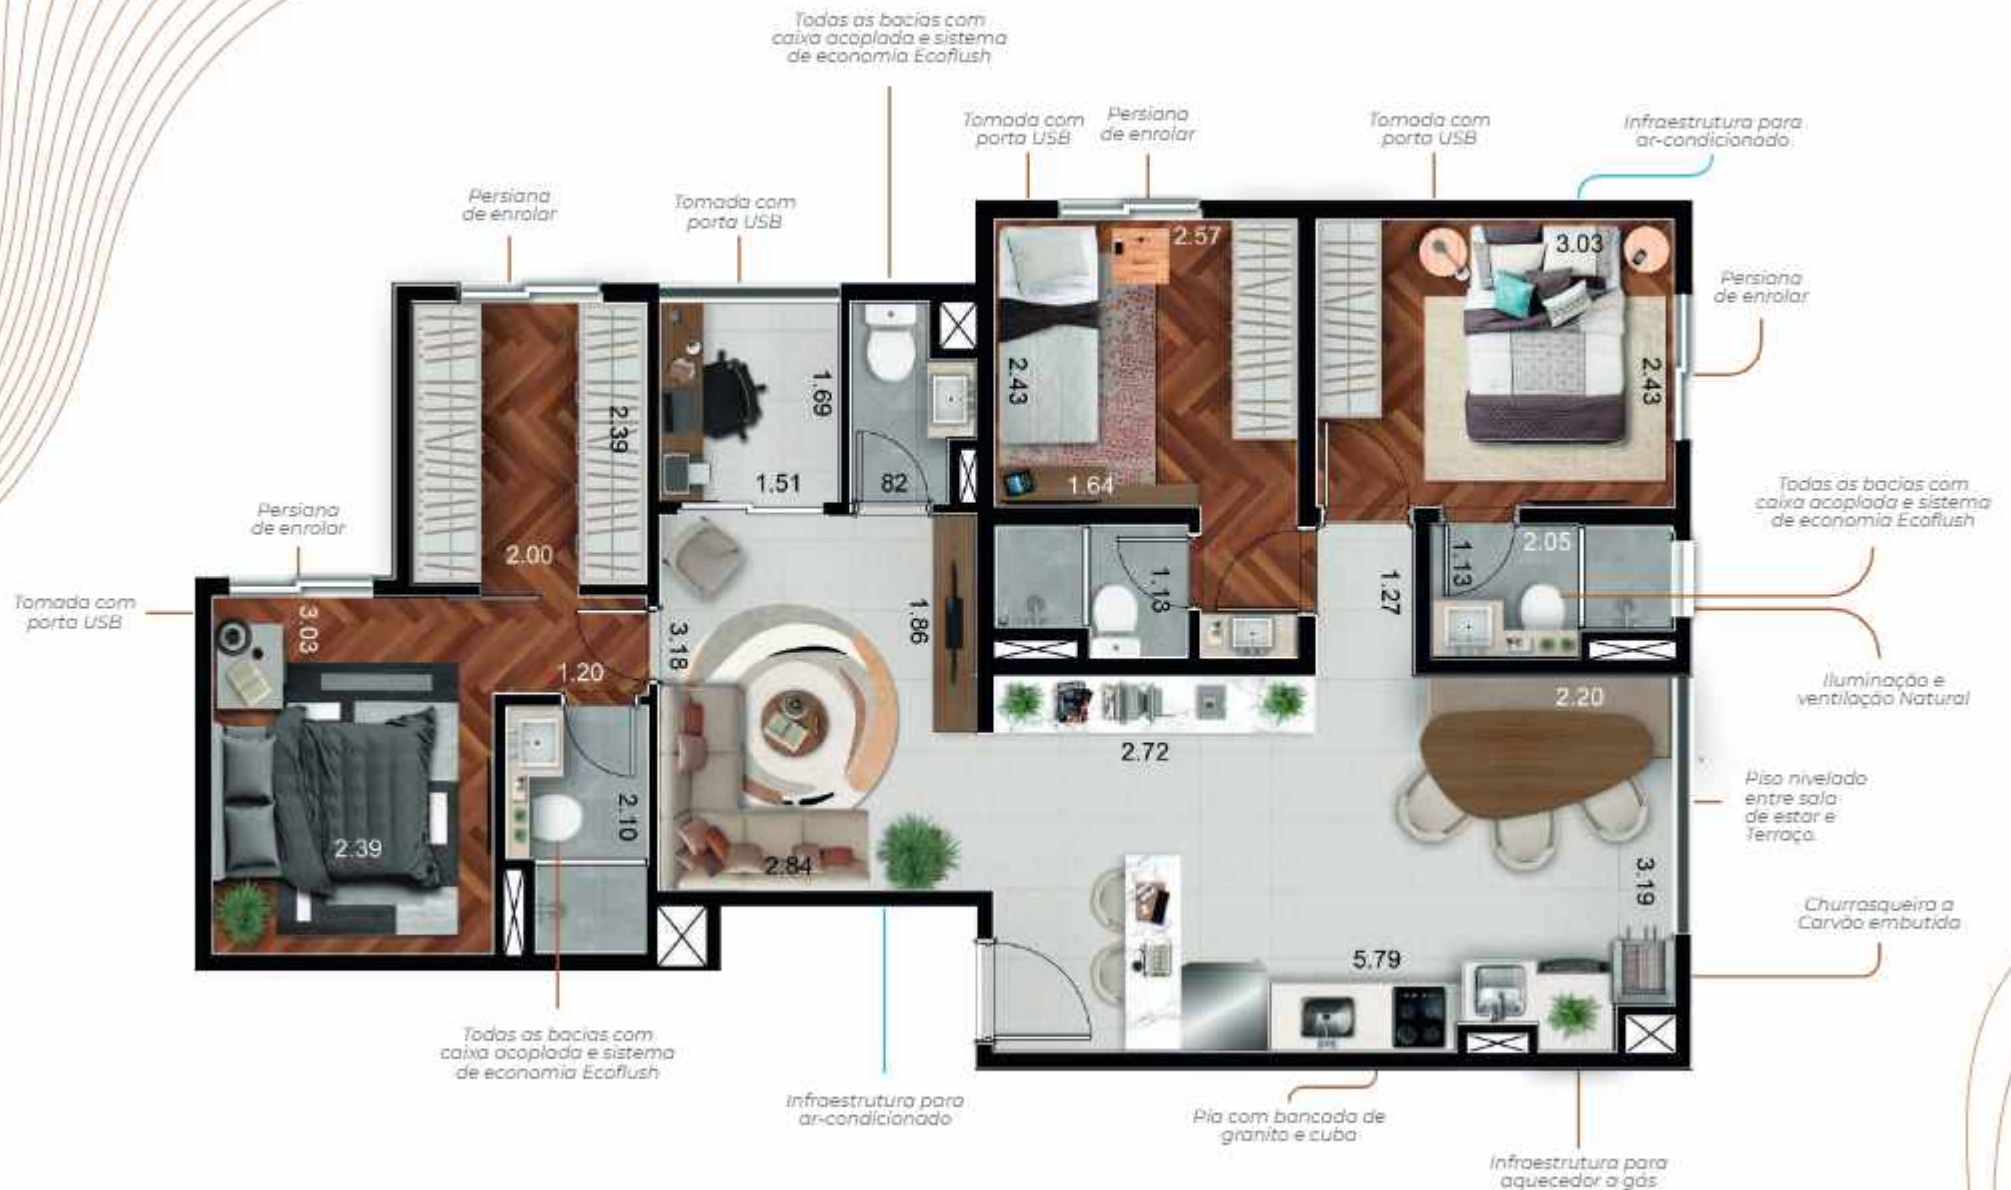 Todas as bacias com
caixa acoplada e sistema
de economia Ecoflush
Tomada com
porta USB
Persiana
de enrolar
Tomada com
porta USB
Infraestrutura para
ar-condicionado
Persiana
de enrolar
Tomada com
porta USB
Persiana
de enrolar
Persiana
de enrolar
Tomada com
porta USB
Todas as bacias com
caixa acoplada e sistema
de economia Ecoflush
Iluminação e
ventilação Natural
Piso nivelado
entre sala
de estar e
Terraço.
Churrasqueira a
Carvão embutida
2.57
3.03
2.43
2.43
2.39
1.69
1.51
82
1.64
2.00
1.13
1.27
1.13
2.05
3.03
1.20
3.18
1.86
2.20
2.72
2.10
2.39
2.84
3.19
5.79
Todas as bacias com
caixa acoplada e sistema
de economia Ecoflush
Infraestrutura para
ar-condicionado
Pia com bancada de
granito e cuba
Infraestrutura para
aquecedor a gás